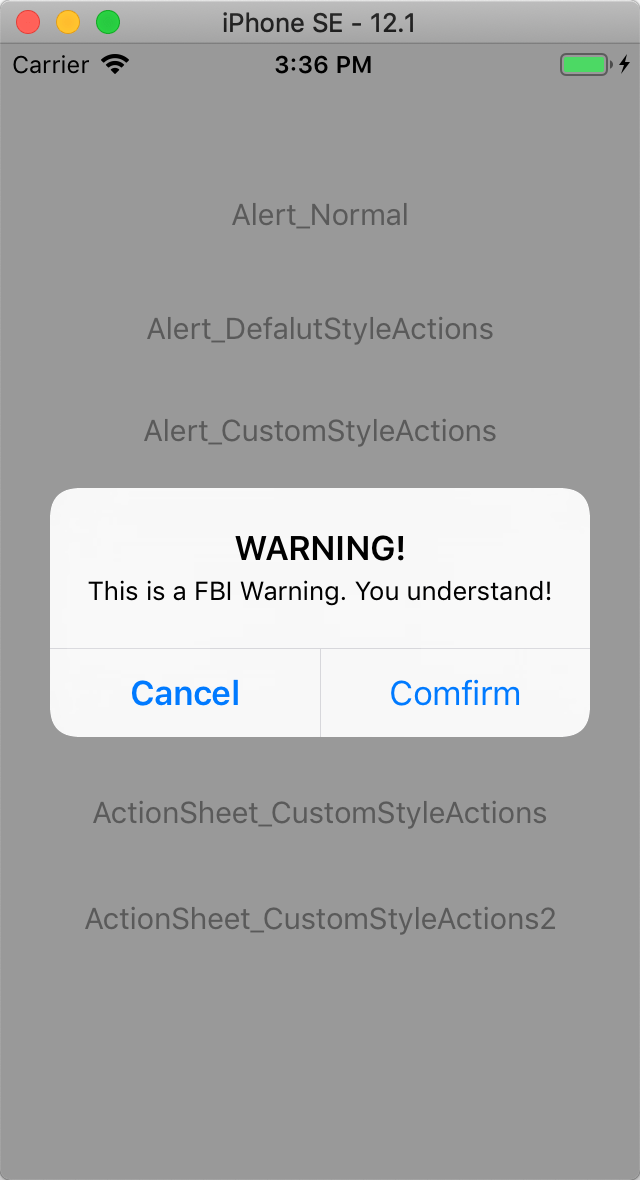 iPhone SE - 12.1
Carrier 3:36 PM
Alert_Normal
Alert_DefalutStyleActions
Alert_CustomStyleActions
WARNING!
This is a FBI Warning. You understand!
Cancel Comfirm
ActionSheet_CustomStyleActions
ActionSheet_CustomStyleActions2